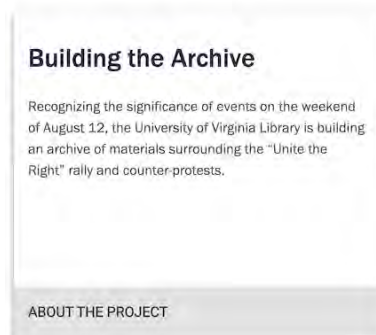 Building the Archive
Recognizing the significance of events on the weekend
of August 12, the University of Virginia Library is building
an archive of materials surrounding the “Unite the
Right” rally and counter-protests.
ABOUT THE PROJECT